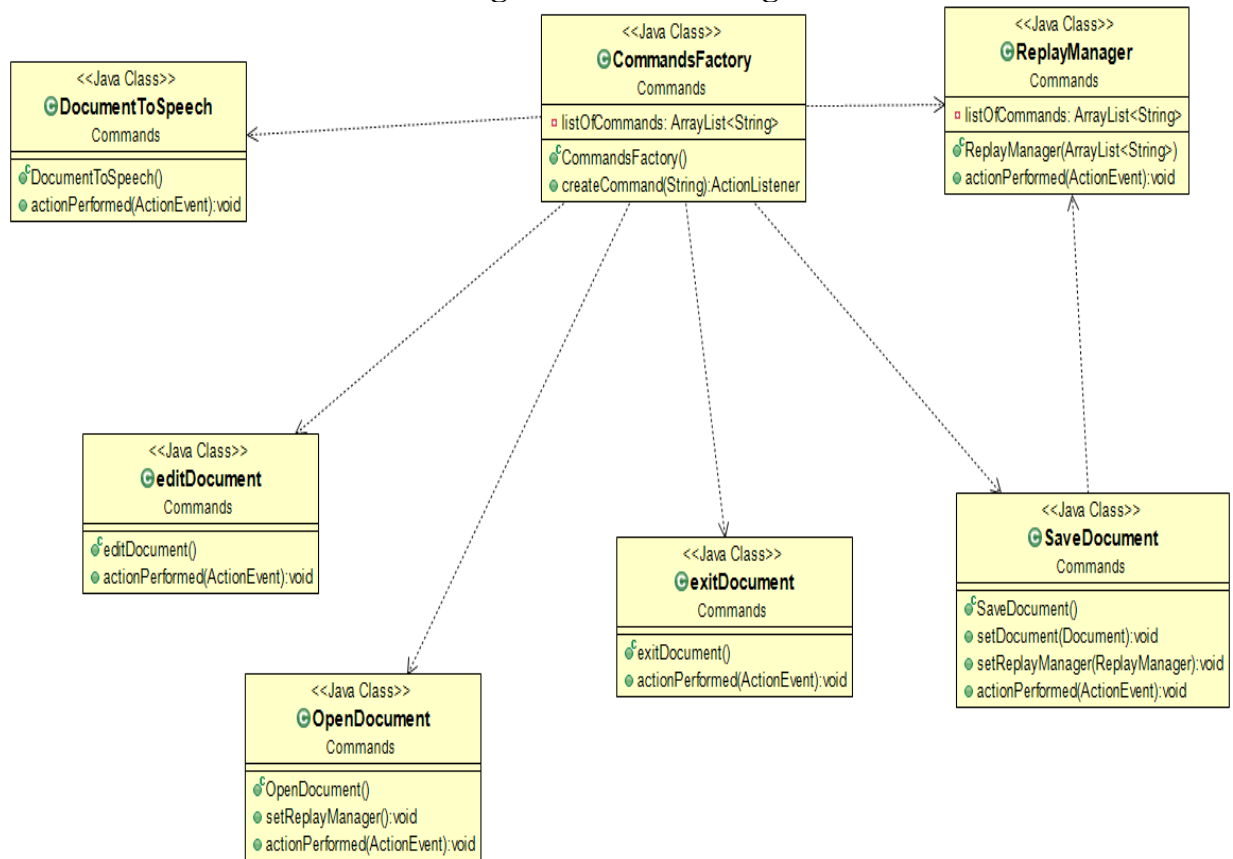 <<Java Class>>
DocumentToSpeech
Commands
DocumentToSpeech()
actionPerformed(ActionEvent):void
<<Java Class>>
CommandsFactory
Commands
listOfCommands: ArrayList<String>
CommandsFactory()
createCommand(String):ActionListener
<<Java Class>>
ReplayManager
Commands
listOfCommands: ArrayList<String>
ReplayManager(ArrayList<String>)
actionPerformed(ActionEvent):void
<<Java Class>>
editDocument
Commands
editDocument()
actionPerformed(ActionEvent):void
<<Java Class>>
OpenDocument
Commands
OpenDocument()
setReplayManager():void
actionPerformed(ActionEvent):void
<<Java Class>>
exitDocument
Commands
exitDocument()
actionPerformed(ActionEvent):void
<<Java Class>>
SaveDocument
Commands
SaveDocument()
setDocument(Document):void
setReplayManager(ReplayManager):void
actionPerformed(ActionEvent):void